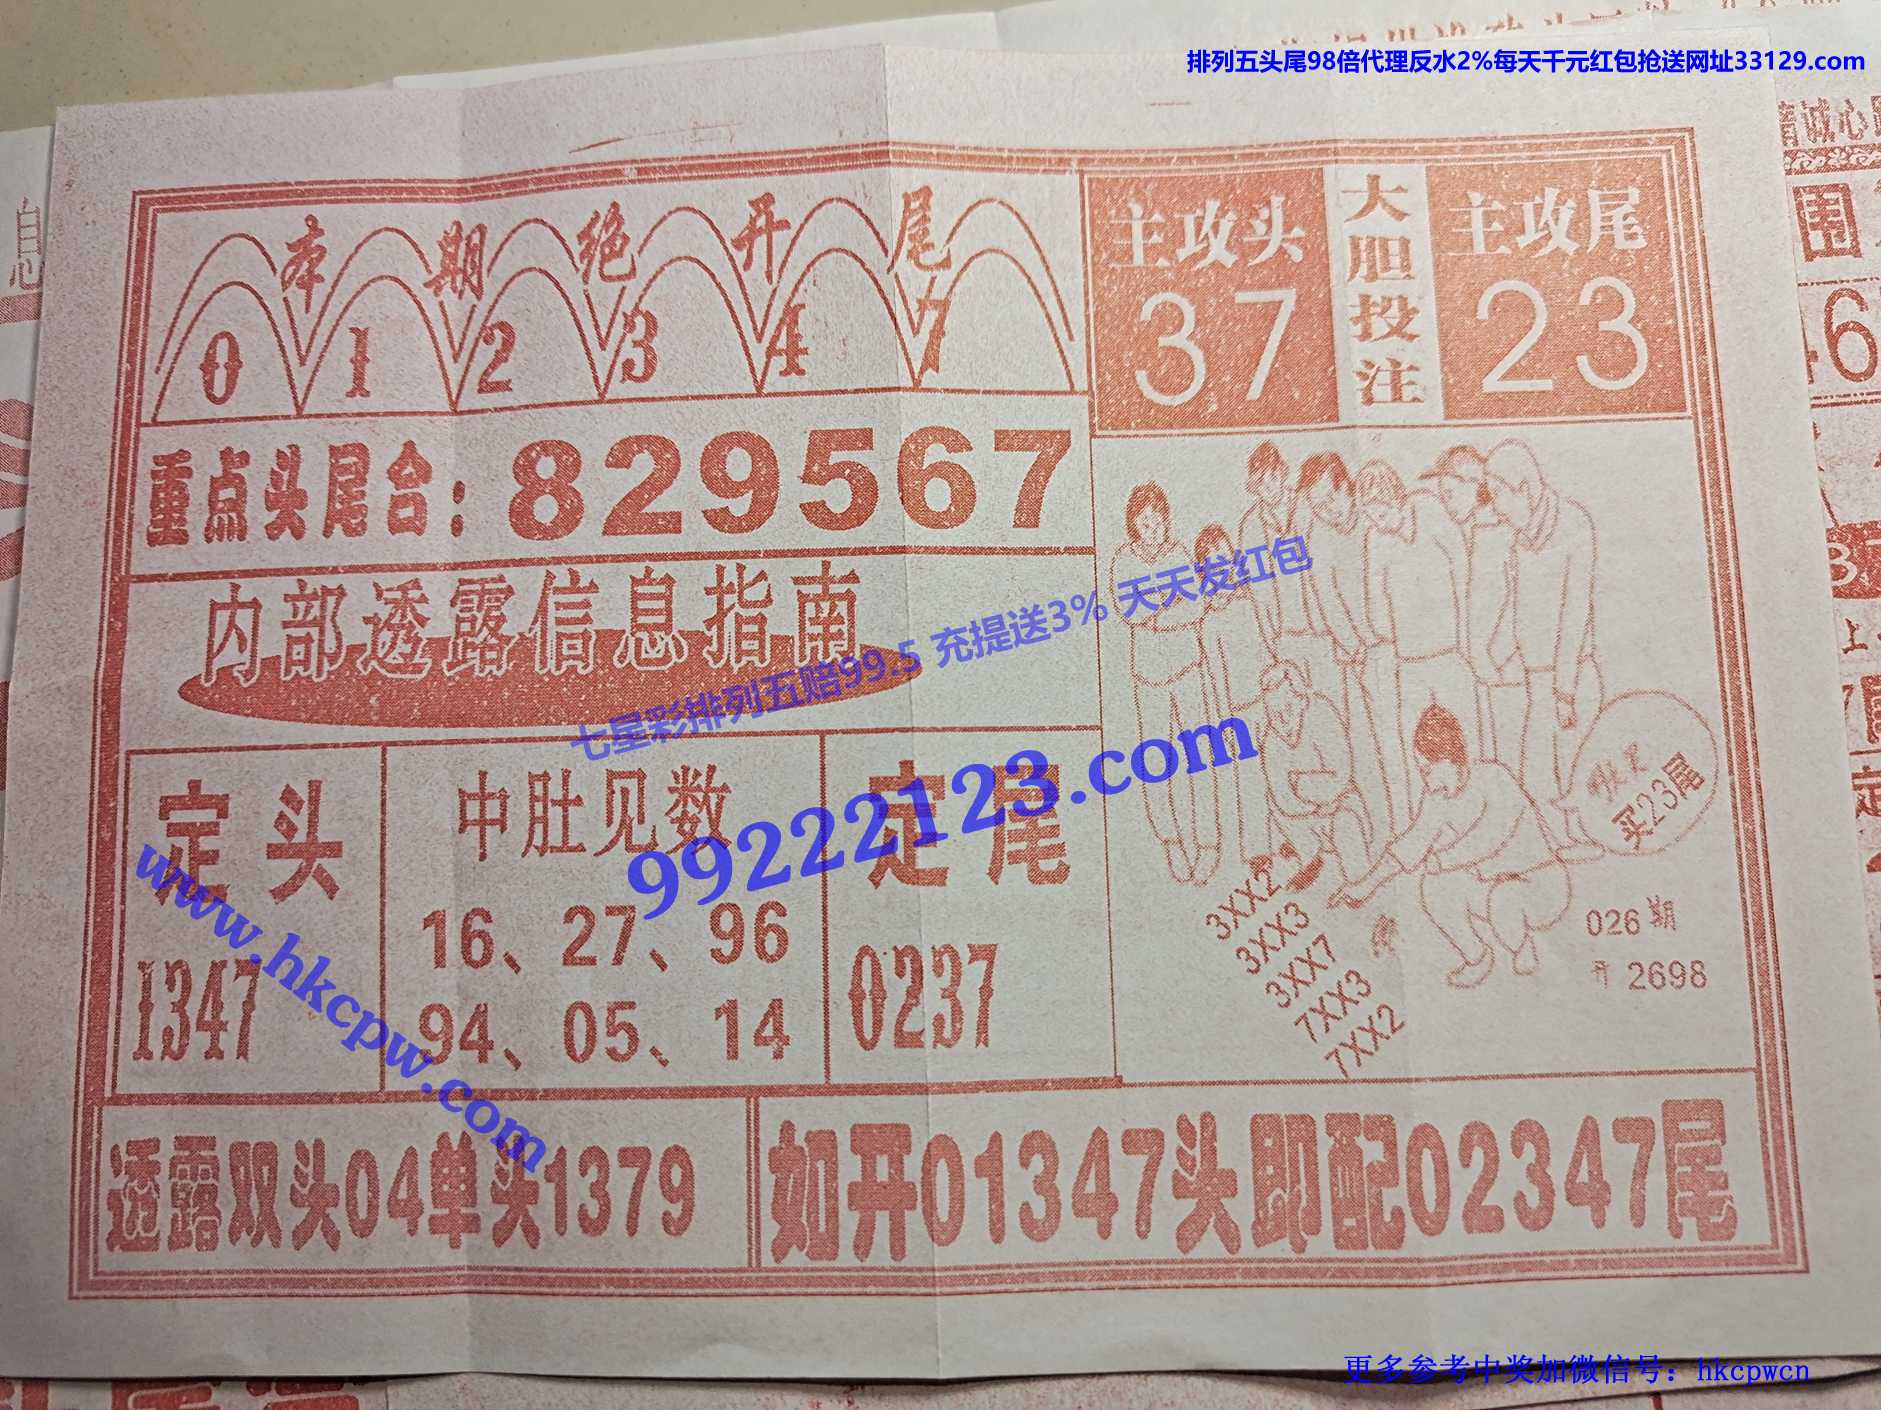 排列五头尾98倍代理反水2%每天千元红包抢送网址33129.com
本期绝开尾
0 1 2 3 4 7
主攻头
37
大胆投注
主攻尾
23
重点头尾合：829567
内部透露信息指南
七星彩排列五赔99.5 充提送3% 天天发红包
99222123.com
www.hkcpw.com
定头
1347
中肚见数
16、27、96
94、05、14
定尾
0237
买23尾
3XX2
3XX3
3XX7
7XX3
7XX2
026期
开 2698
透露双头04单头1379
如开01347头即配02347尾
更多参考中奖加微信号：hkcpwcn